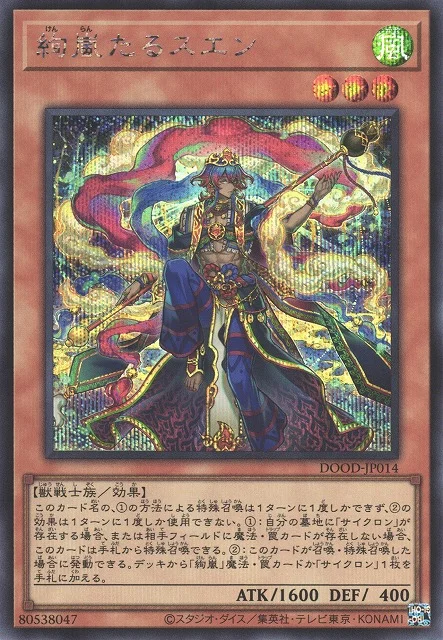 絢嵐たるスエン
けん らん
風
DOOD-JP014
【獣戦士族／効果】
このカード名の、①の方法による特殊召喚は１ターンに１度しかできず、②の
効果は１ターンに１度しか使用できない。①：自分の墓地に「サイクロン」が
存在する場合、または相手フィールドに魔法・罠カードが存在しない場合、
このカードは手札から特殊召喚できる。②：このカードが召喚・特殊召喚した
場合に発動できる。デッキから「絢嵐」魔法・罠カードか「サイクロン」１枚を
手札に加える。
ATK/1600 DEF/ 400
80538047
©スタジオ・ダイス／集英社・テレビ東京・KONAMI